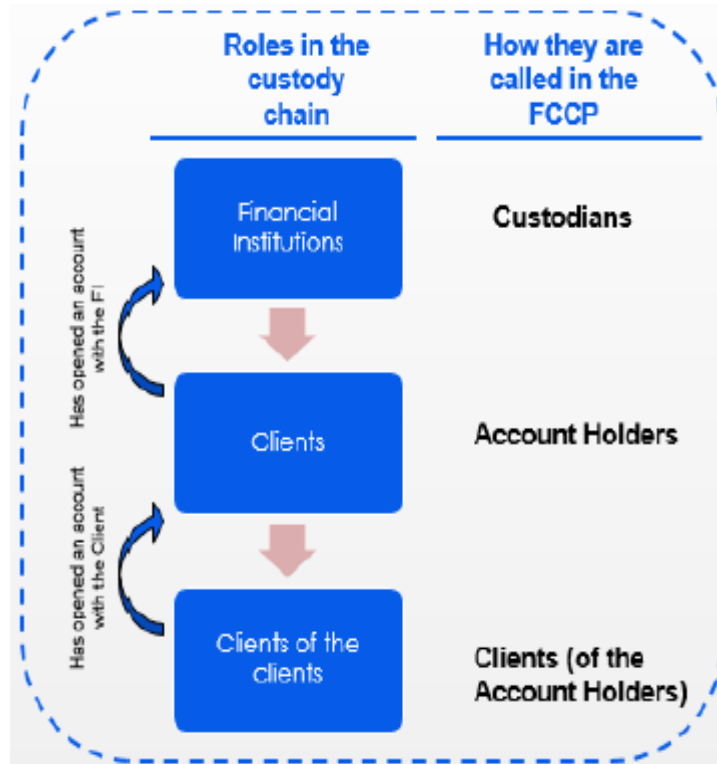 Roles in the
custody
chain
How they are
called in the
FCCP
Financial
Institutions
Custodians
Has opened an account
with the FI
Clients
Account Holders
Has opened an account
with the Client
Clients of the
clients
Clients (of the
Account Holders)